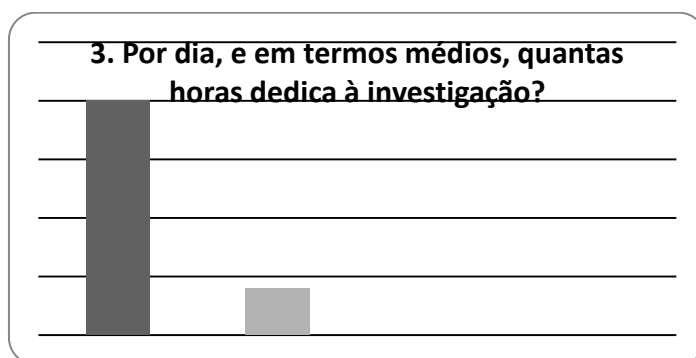 3. Por dia, e em termos médios, quantas
horas dedica à investigação?